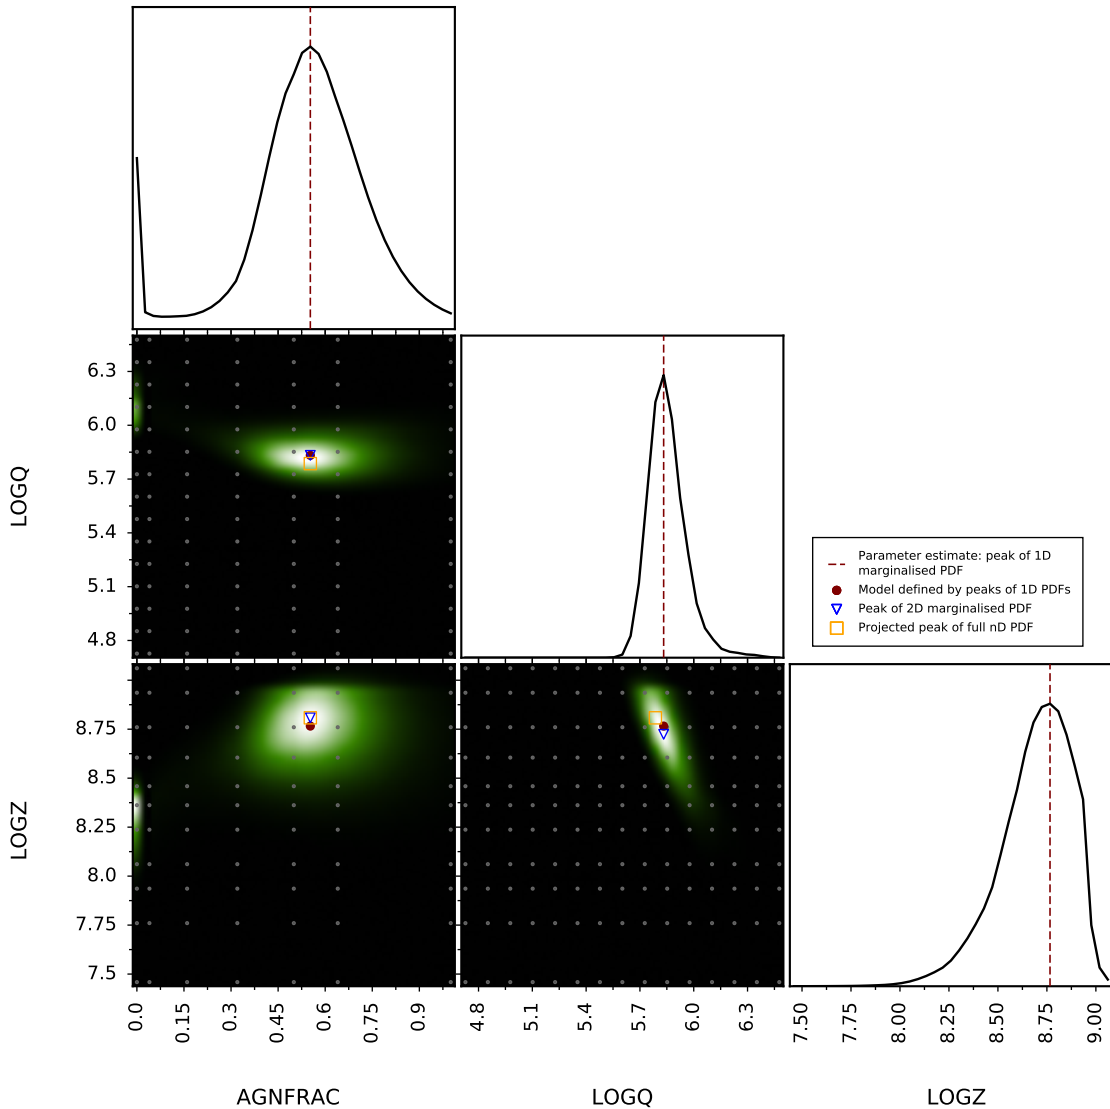 LOGQ
6.3
6.0
5.7
5.4
5.1
4.8
Parameter estimate: peak of 1D
marginalised PDF
Model defined by peaks of 1D PDFs
Peak of 2D marginalised PDF
Projected peak of full nD PDF
LOGZ
8.75
8.5
8.25
8.0
7.75
7.5
0.0 0.15 0.3 0.45 0.6 0.75 0.9
4.8 5.1 5.4 5.7 6.0 6.3
7.50 7.75 8.00 8.25 8.50 8.75 9.00
AGNFRAC LOGQ LOGZ